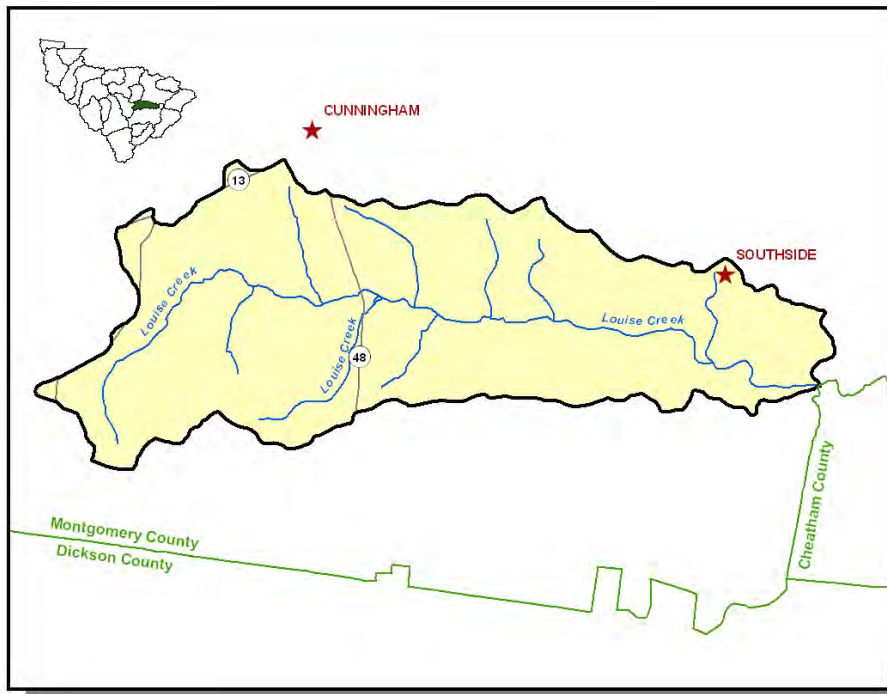 CUNNINGHAM
13
SOUTHSIDE
Louise Creek
Louise Creek
Louise Creek
48
Montgomery County
Dickson County
Cheatham County